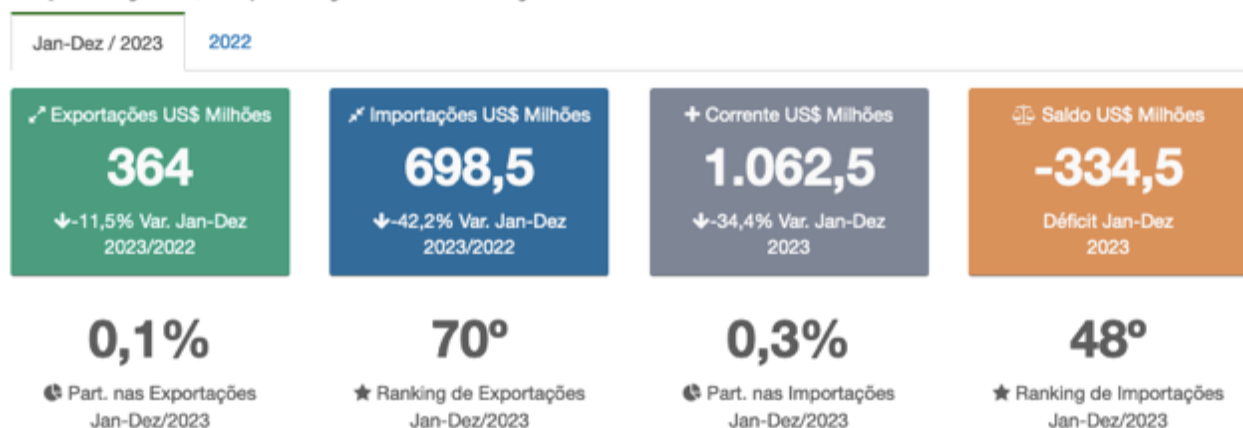 Jan-Dez / 2023
2022
Exportações US$ Milhões
364
-11,5% Var. Jan-Dez
2023/2022
Importações US$ Milhões
698,5
-42,2% Var. Jan-Dez
2023/2022
Corrente US$ Milhões
1.062,5
-34,4% Var. Jan-Dez
2023
Saldo US$ Milhões
-334,5
Déficit Jan-Dez
2023
0,1%
Part. nas Exportações
Jan-Dez/2023
70º
Ranking de Exportações
Jan-Dez/2023
0,3%
Part. nas Importações
Jan-Dez/2023
48º
Ranking de Importações
Jan-Dez/2023